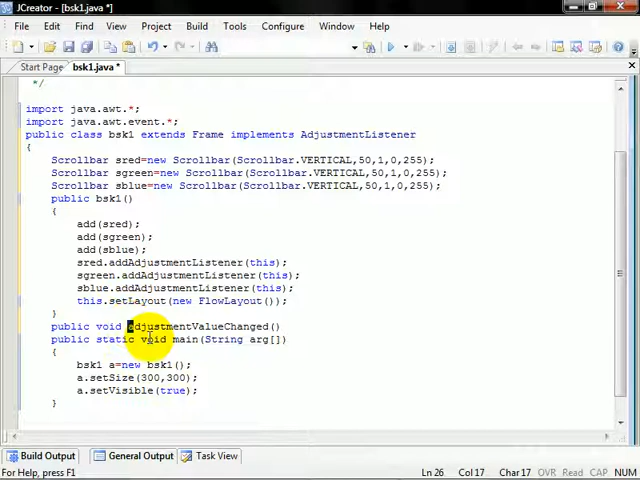 JCreator - [bsk1.java *]
File Edit View Project Build Tools Configure Window Help
Start Page bsk1.java *
*/
import java.awt.*;
import java.awt.event.*;
public class bsk1 extends Frame implements AdjustmentListener
{
Scrollbar sred=new Scrollbar(Scrollbar.VERTICAL,50,1,0,255);
Scrollbar sgreen=new Scrollbar(Scrollbar.VERTICAL,50,1,0,255);
Scrollbar sblue=new Scrollbar(Scrollbar.VERTICAL,50,1,0,255);
public bsk1()
{
add(sred);
add(sgreen);
add(sblue);
sred.addAdjustmentListener(this);
sgreen.addAdjustmentListener(this);
sblue.addAdjustmentListener(this);
this.setLayout(new FlowLayout());
}
public void adjustmentValueChanged()
public static void main(String arg[])
{
bsk1 a=new bsk1();
a.setSize(300,300);
a.setVisible(true);
}
Build Output General Output Task View
For Help, press F1 Ln 26 Col 17 Char 17 OVR Read CAP NUM